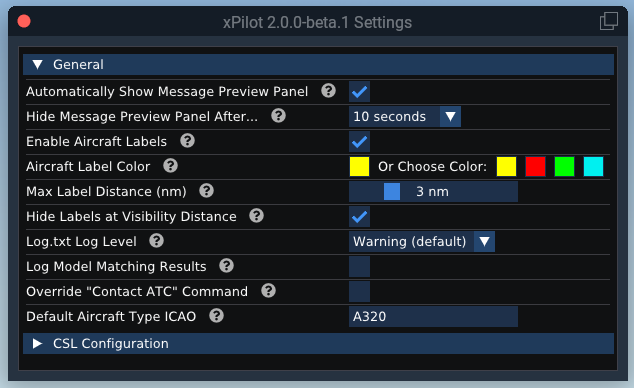 xPilot 2.0.0-beta.1 Settings
General
Automatically Show Message Preview Panel ?
Hide Message Preview Panel After... ? 10 seconds
Enable Aircraft Labels ?
Aircraft Label Color ? Or Choose Color:
Max Label Distance (nm) ? 3 nm
Hide Labels at Visibility Distance ?
Log.txt Log Level ? Warning (default)
Log Model Matching Results ?
Override "Contact ATC" Command ?
Default Aircraft Type ICAO ? A320
CSL Configuration